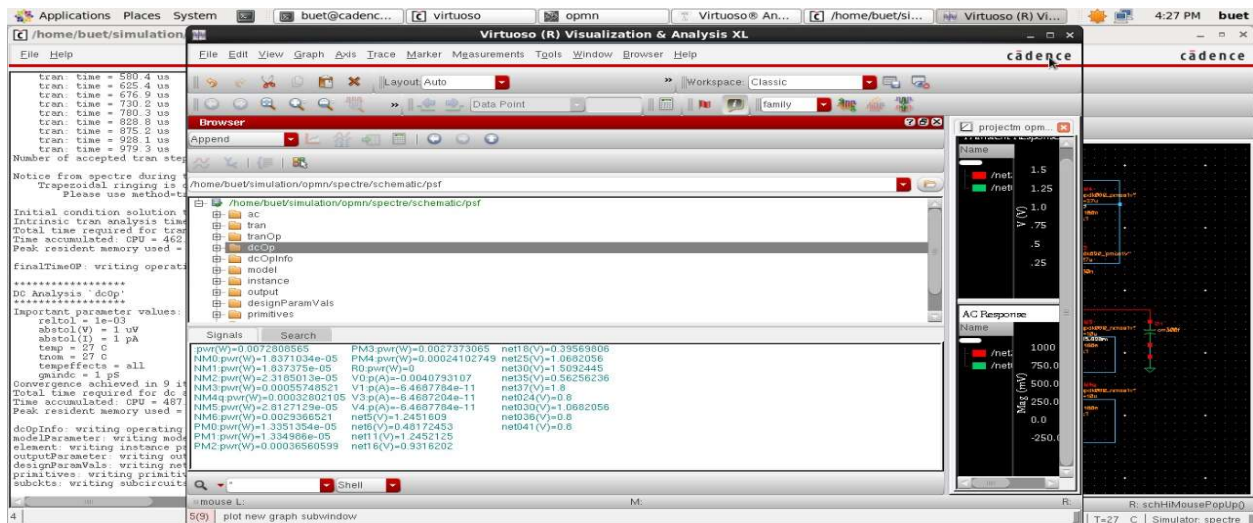 Applications Places System buet@cadenc... virtuoso opmn Virtuoso® An... /home/buet/si... Virtuoso (R) Vi... 4:27 PM buet
/home/buet/simulation
File Help
cādence
tran: time = 580.4 us
tran: time = 625.4 us
tran: time = 676.9 us
tran: time = 730.2 us
tran: time = 780.3 us
tran: time = 828.8 us
tran: time = 875.2 us
tran: time = 928.1 us
tran: time = 979.3 us
Number of accepted tran step
Notice from spectre during t
Trapezoidal ringing is
Please use method=t
Initial condition solution t
Intrinsic tran analysis time
Total time required for tran
Time accumulated: CPU = 462
Peak resident memory used =
finalTimeOP: writing operati
******************
DC Analysis `dcOp'
******************
Important parameter values:
reltol = 1e-03
abstol(V) = 1 uV
abstol(I) = 1 pA
temp = 27 C
tnom = 27 C
tempeffects = all
gmindc = 1 pS
Convergence achieved in 9 it
Total time required for dc a
Time accumulated: CPU = 487
Peak resident memory used =
dcOpInfo: writing operating
modelParameter: writing mode
element: writing instance pa
outputParameter: writing out
designParamVals: writing net
primitives: writing primitiv
subckts: writing subcircuits
4
Virtuoso (R) Visualization & Analysis XL
File Edit View Graph Axis Trace Marker Measurements Tools Window Browser Help
cādence
Layout: Auto » Workspace: Classic
» Data Point family
Browser
Append
/home/buet/simulation/opmn/spectre/schematic/psf
/home/buet/simulation/opmn/spectre/schematic/psf
ac
tran
tranOp
dcOp
dcOpInfo
model
instance
output
designParamVals
primitives
Signals Search
:pwr(W)=0.0072808565 PM3:pwr(W)=0.0027373065 net18(V)=0.39569806
NM0:pwr(W)=1.8371034e-05 PM4:pwr(W)=0.00024102749 net25(V)=1.0682056
NM1:pwr(W)=1.837375e-05 R0:pwr(W)=0 net30(V)=1.5092445
NM2:pwr(W)=2.3185013e-05 V0:p(A)=-0.0040793107 net35(V)=0.56256236
NM3:pwr(W)=0.00055748521 V1:p(A)=-6.4687784e-11 net37(V)=1.8
NM4q:pwr(W)=0.00032802105 V3:p(A)=-6.4687204e-11 net024(V)=0.8
NM5:pwr(W)=2.8127129e-05 V4:p(A)=-6.4687784e-11 net030(V)=1.0682056
NM6:pwr(W)=0.0029366521 net5(V)=1.2451609 net036(V)=0.8
PM0:pwr(W)=1.3351354e-05 net6(V)=0.48172453 net041(V)=0.8
PM1:pwr(W)=1.334986e-05 net11(V)=1.2452125
PM2:pwr(W)=0.00036560599 net16(V)=0.9316202
Shell
mouse L: M: R:
5(9) plot new graph subwindow
projectm opm...
Name
/net
/net
V (V)
1.5
1.25
1.0
.75
.5
.25
AC Response
Name
/net
/net
Mag (mV)
1000
750.0
500.0
250.0
0.0
-250.0
R: schHiMousePopUp()
T=27 C Simulator: spectre